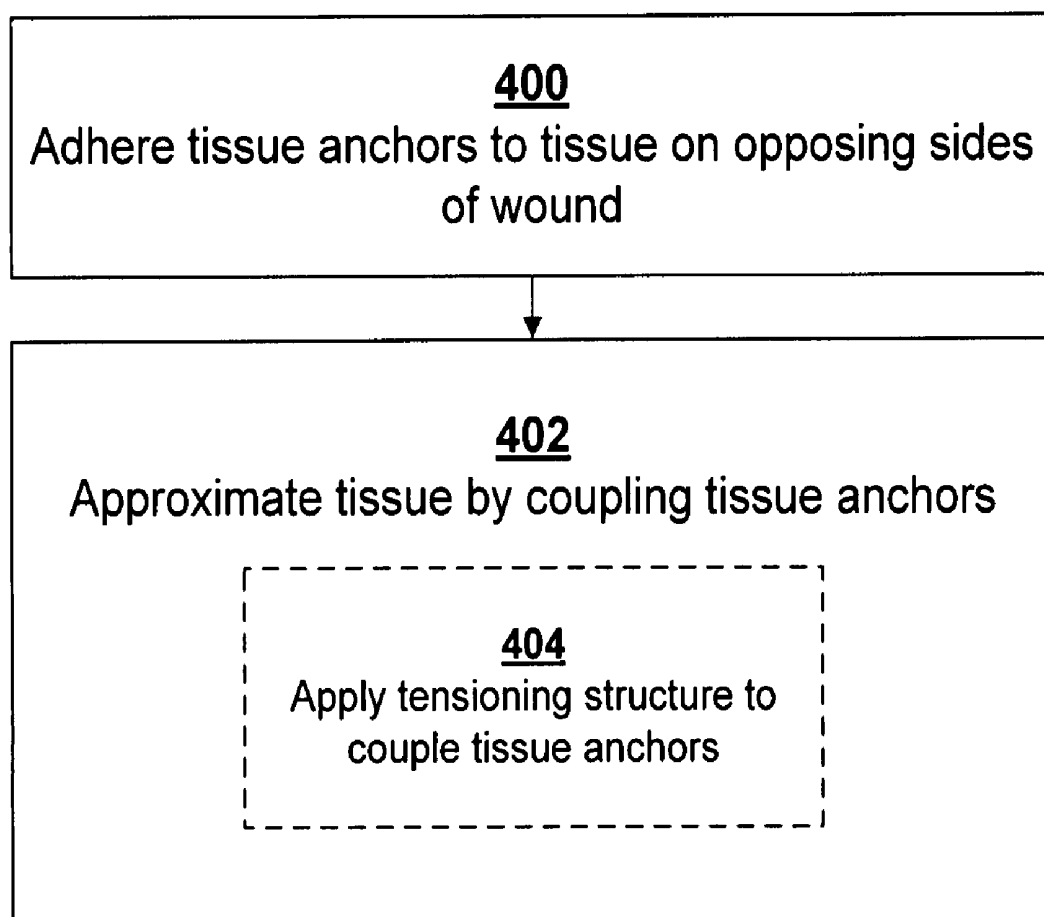 400
Adhere tissue anchors to tissue on opposing sides
of wound
402
Approximate tissue by coupling tissue anchors
404
Apply tensioning structure to
couple tissue anchors